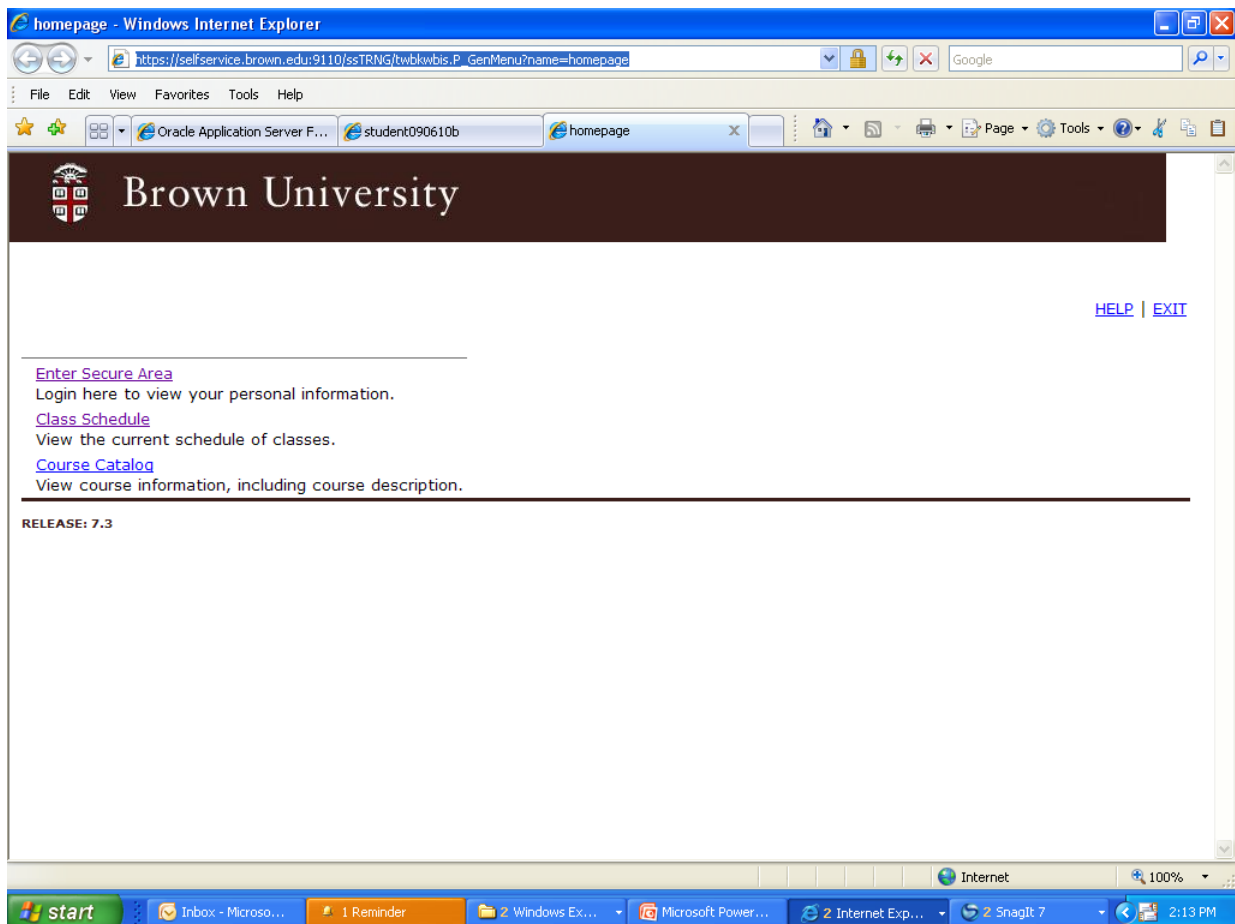 homepage - Windows Internet Explorer
https://selfservice.brown.edu:9110/ssTRNG/twbkwbis.P_GenMenu?name=homepage
Google
File Edit View Favorites Tools Help
Oracle Application Server F... student090610b homepage Page Tools
Brown University
HELP | EXIT
Enter Secure Area
Login here to view your personal information.
Class Schedule
View the current schedule of classes.
Course Catalog
View course information, including course description.
RELEASE: 7.3
Internet 100%
start Inbox - Microso... 1 Reminder 2 Windows Ex... Microsoft Power... 2 Internet Exp... 2 SnagIt 7 2:13 PM